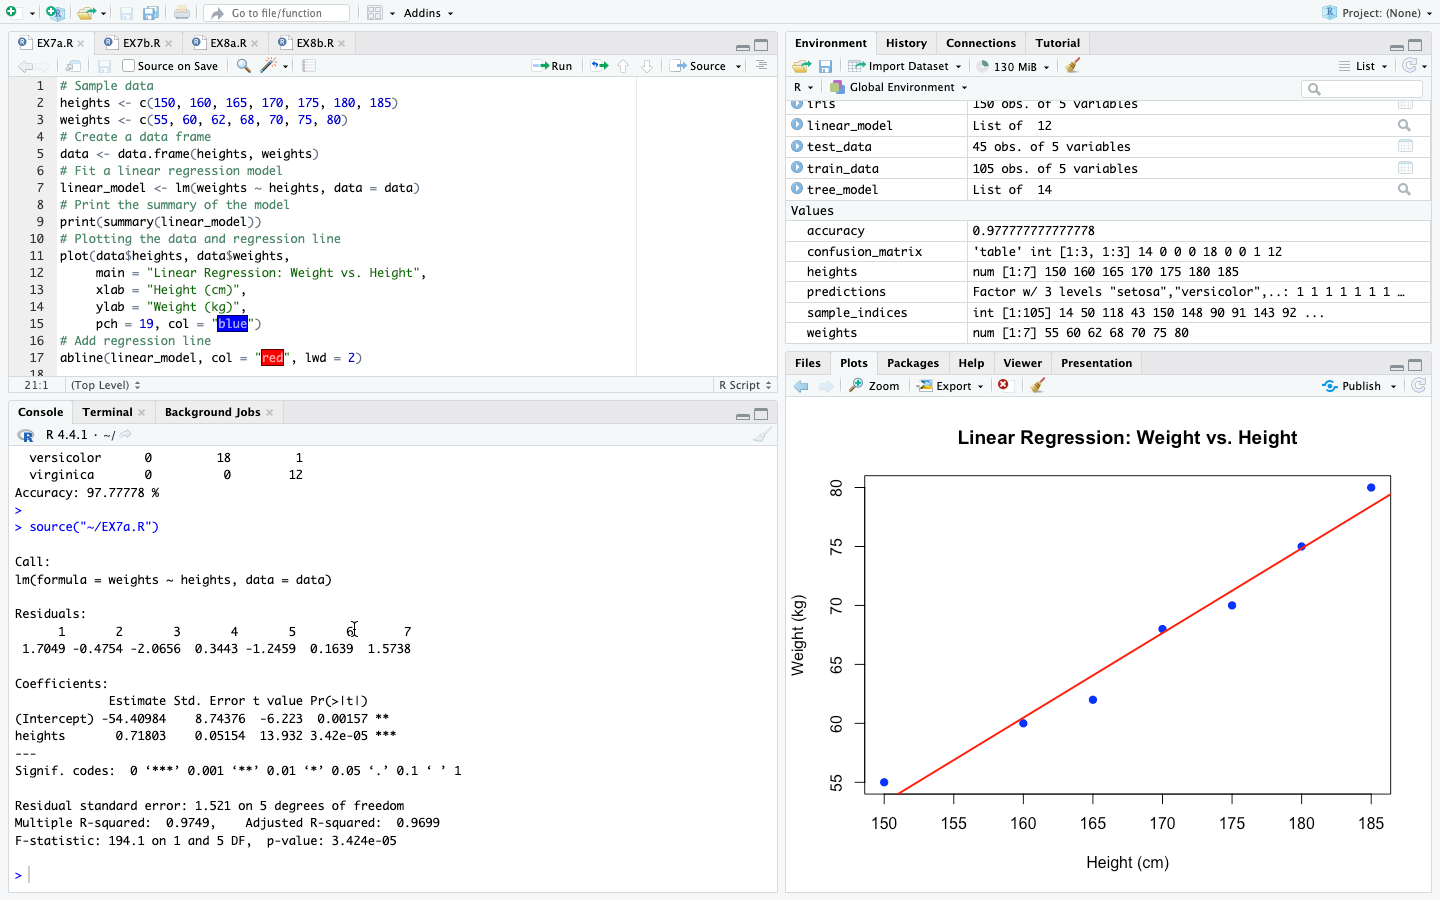 Go to file/function
Addins
Project: (None)
EX7a.R
EX7b.R
EX8a.R
EX8b.R
Source on Save
Run
Source
1 # Sample data
2 heights <- c(150, 160, 165, 170, 175, 180, 185)
3 weights <- c(55, 60, 62, 68, 70, 75, 80)
4 # Create a data frame
5 data <- data.frame(heights, weights)
6 # Fit a linear regression model
7 linear_model <- lm(weights ~ heights, data = data)
8 # Print the summary of the model
9 print(summary(linear_model))
10 # Plotting the data and regression line
11 plot(data$heights, data$weights,
12 main = "Linear Regression: Weight vs. Height",
13 xlab = "Height (cm)",
14 ylab = "Weight (kg)",
15 pch = 19, col = "blue")
16 # Add regression line
17 abline(linear_model, col = "red", lwd = 2)
18
21:1 (Top Level) R Script
Console Terminal Background Jobs
R 4.4.1 · ~/
versicolor 0 18 1
virginica 0 0 12
Accuracy: 97.77778 %
>
> source("~/EX7a.R")
Call:
lm(formula = weights ~ heights, data = data)
Residuals:
1 2 3 4 5 6 7
1.7049 -0.4754 -2.0656 0.3443 -1.2459 0.1639 1.5738
Coefficients:
Estimate Std. Error t value Pr(>|t|)
(Intercept) -54.40984 8.74376 -6.223 0.00157 **
heights 0.71803 0.05154 13.932 3.42e-05 ***
---
Signif. codes: 0 ‘***’ 0.001 ‘**’ 0.01 ‘*’ 0.05 ‘.’ 0.1 ‘ ’ 1
Residual standard error: 1.521 on 5 degrees of freedom
Multiple R-squared: 0.9749, Adjusted R-squared: 0.9699
F-statistic: 194.1 on 1 and 5 DF, p-value: 3.424e-05
>
Environment History Connections Tutorial
Import Dataset 130 MiB List
R Global Environment
iris 150 obs. of 5 variables
linear_model List of 12
test_data 45 obs. of 5 variables
train_data 105 obs. of 5 variables
tree_model List of 14
Values
accuracy 0.977777777777778
confusion_matrix 'table' int [1:3, 1:3] 14 0 0 0 18 0 0 1 12
heights num [1:7] 150 160 165 170 175 180 185
predictions Factor w/ 3 levels "setosa","versicolor",..: 1 1 1 1 1 1 1 …
sample_indices int [1:105] 14 50 118 43 150 148 90 91 143 92 ...
weights num [1:7] 55 60 62 68 70 75 80
Files Plots Packages Help Viewer Presentation
Zoom Export Publish
Linear Regression: Weight vs. Height
Weight (kg)
80
75
70
65
60
55
150 155 160 165 170 175 180 185
Height (cm)